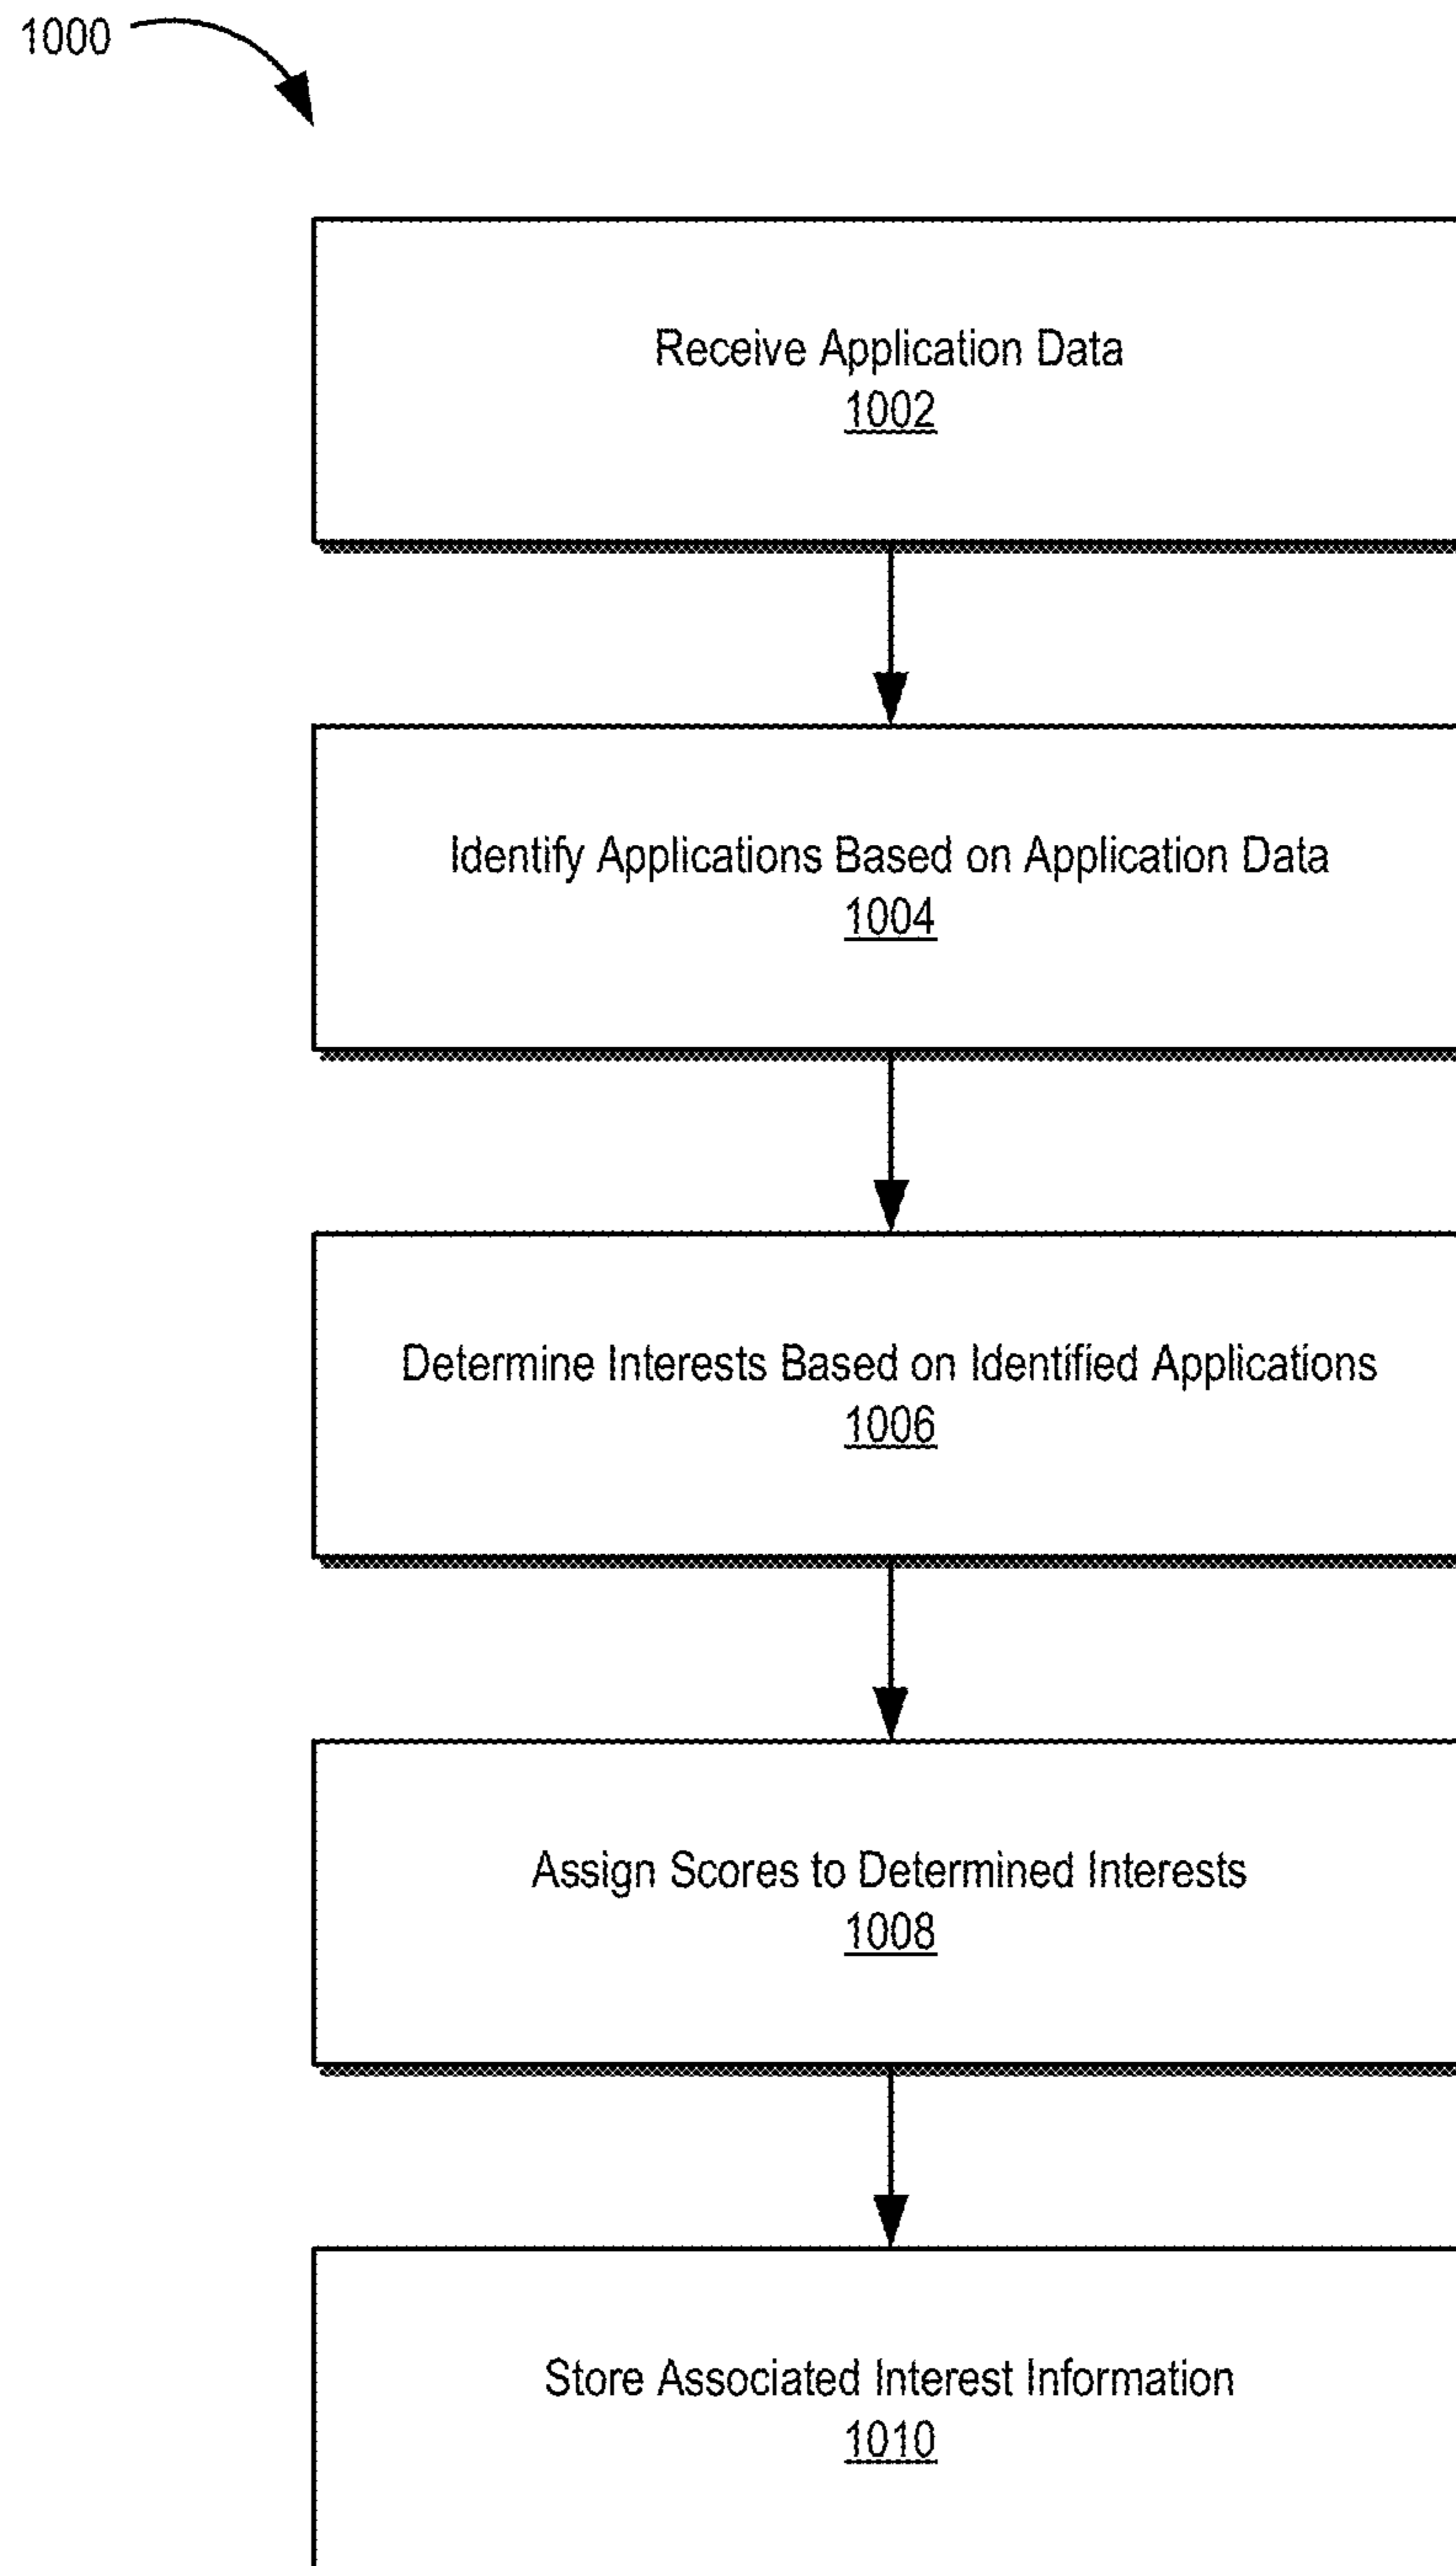 1000
Receive Application Data
1002
Identify Applications Based on Application Data
1004
Determine Interests Based on Identified Applications
1006
Assign Scores to Determined Interests
1008
Store Associated Interest Information
1010